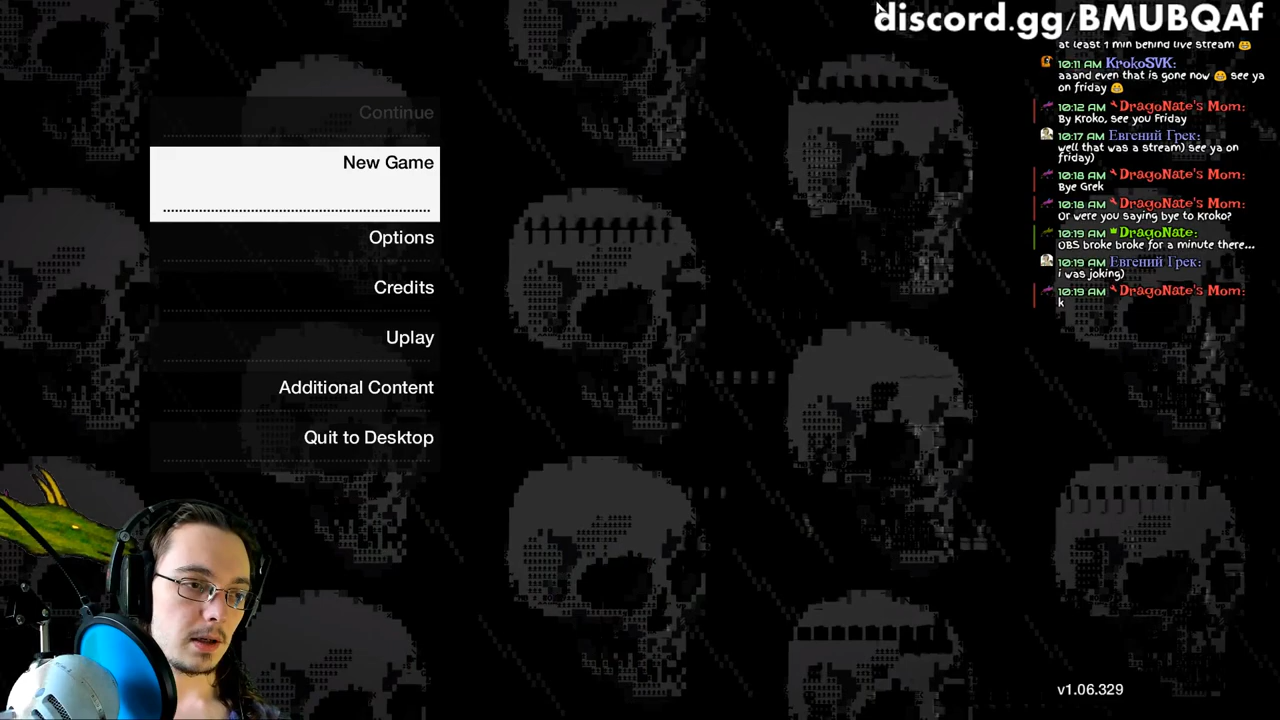 discord.gg/BMUBQAf
at least 1 min behind live stream
10:11 AM KrokoSVK:
aaand even that is gone now see ya
on friday
10:12 AM DragoNate's Mom:
By Kroko, see you Friday
10:17 AM Евгений Грек:
well that was a stream) see ya on
friday)
10:18 AM DragoNate's Mom:
Bye Grek
10:18 AM DragoNate's Mom:
Or were you saying bye to Kroko?
10:19 AM DragoNate:
OBS broke broke for a minute there...
10:19 AM Евгений Грек:
i was joking)
10:19 AM DragoNate's Mom:
k
Continue
New Game
Options
Credits
Uplay
Additional Content
Quit to Desktop
v1.06.329